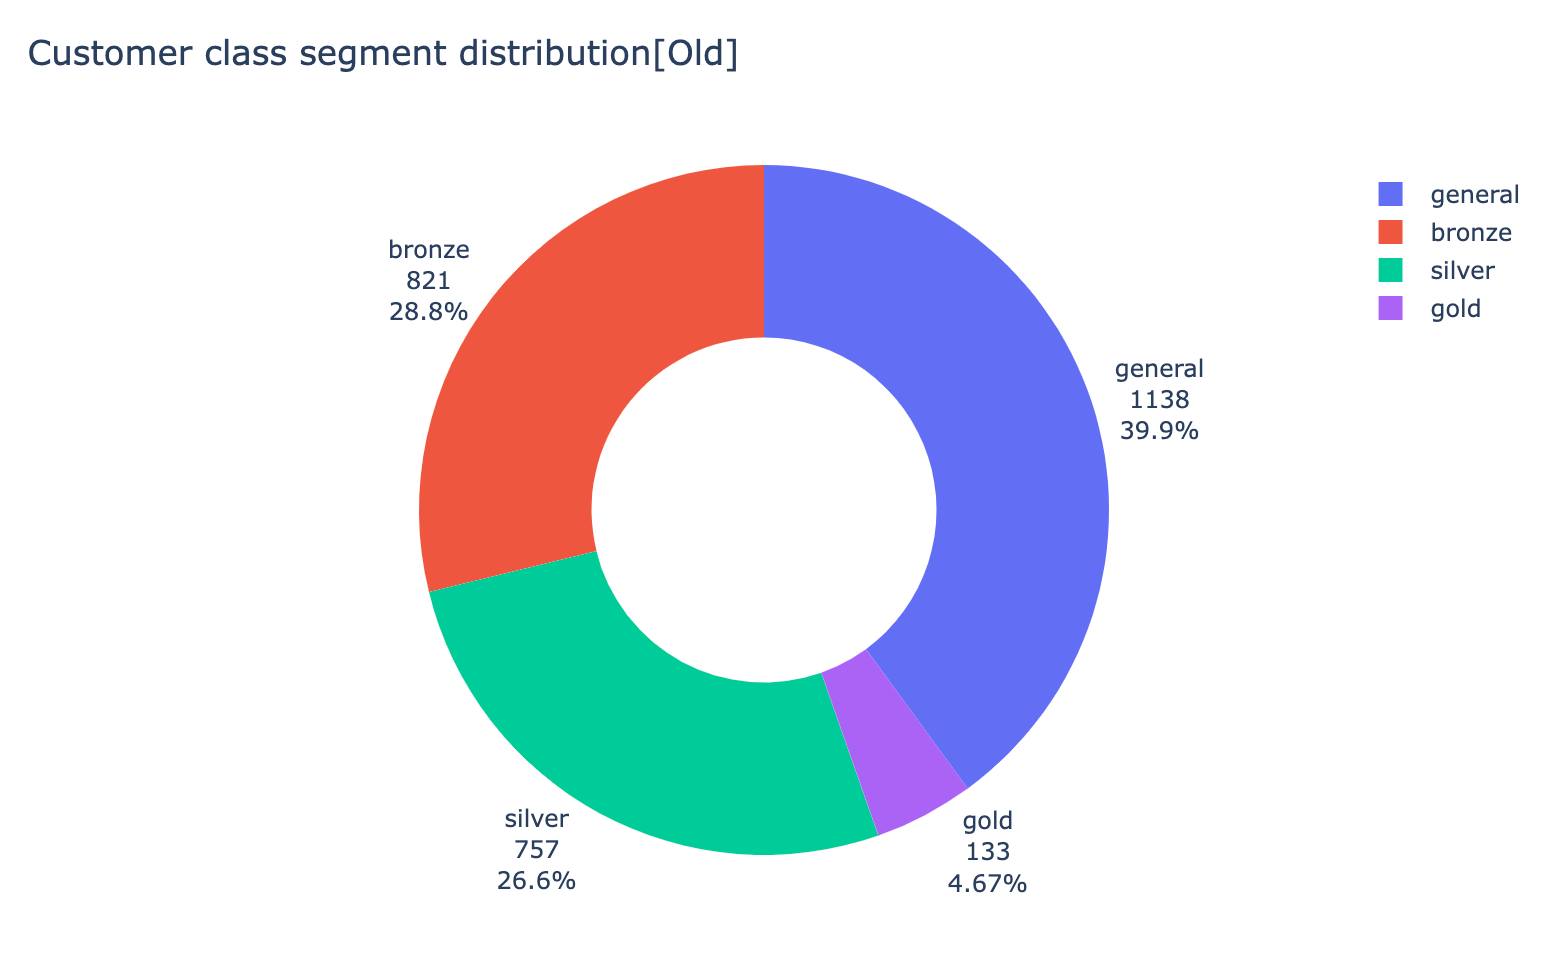 Customer class segment distribution[Old]
general
bronze
silver
gold
bronze
821
28.8%
general
1138
39.9%
silver
757
26.6%
gold
133
4.67%